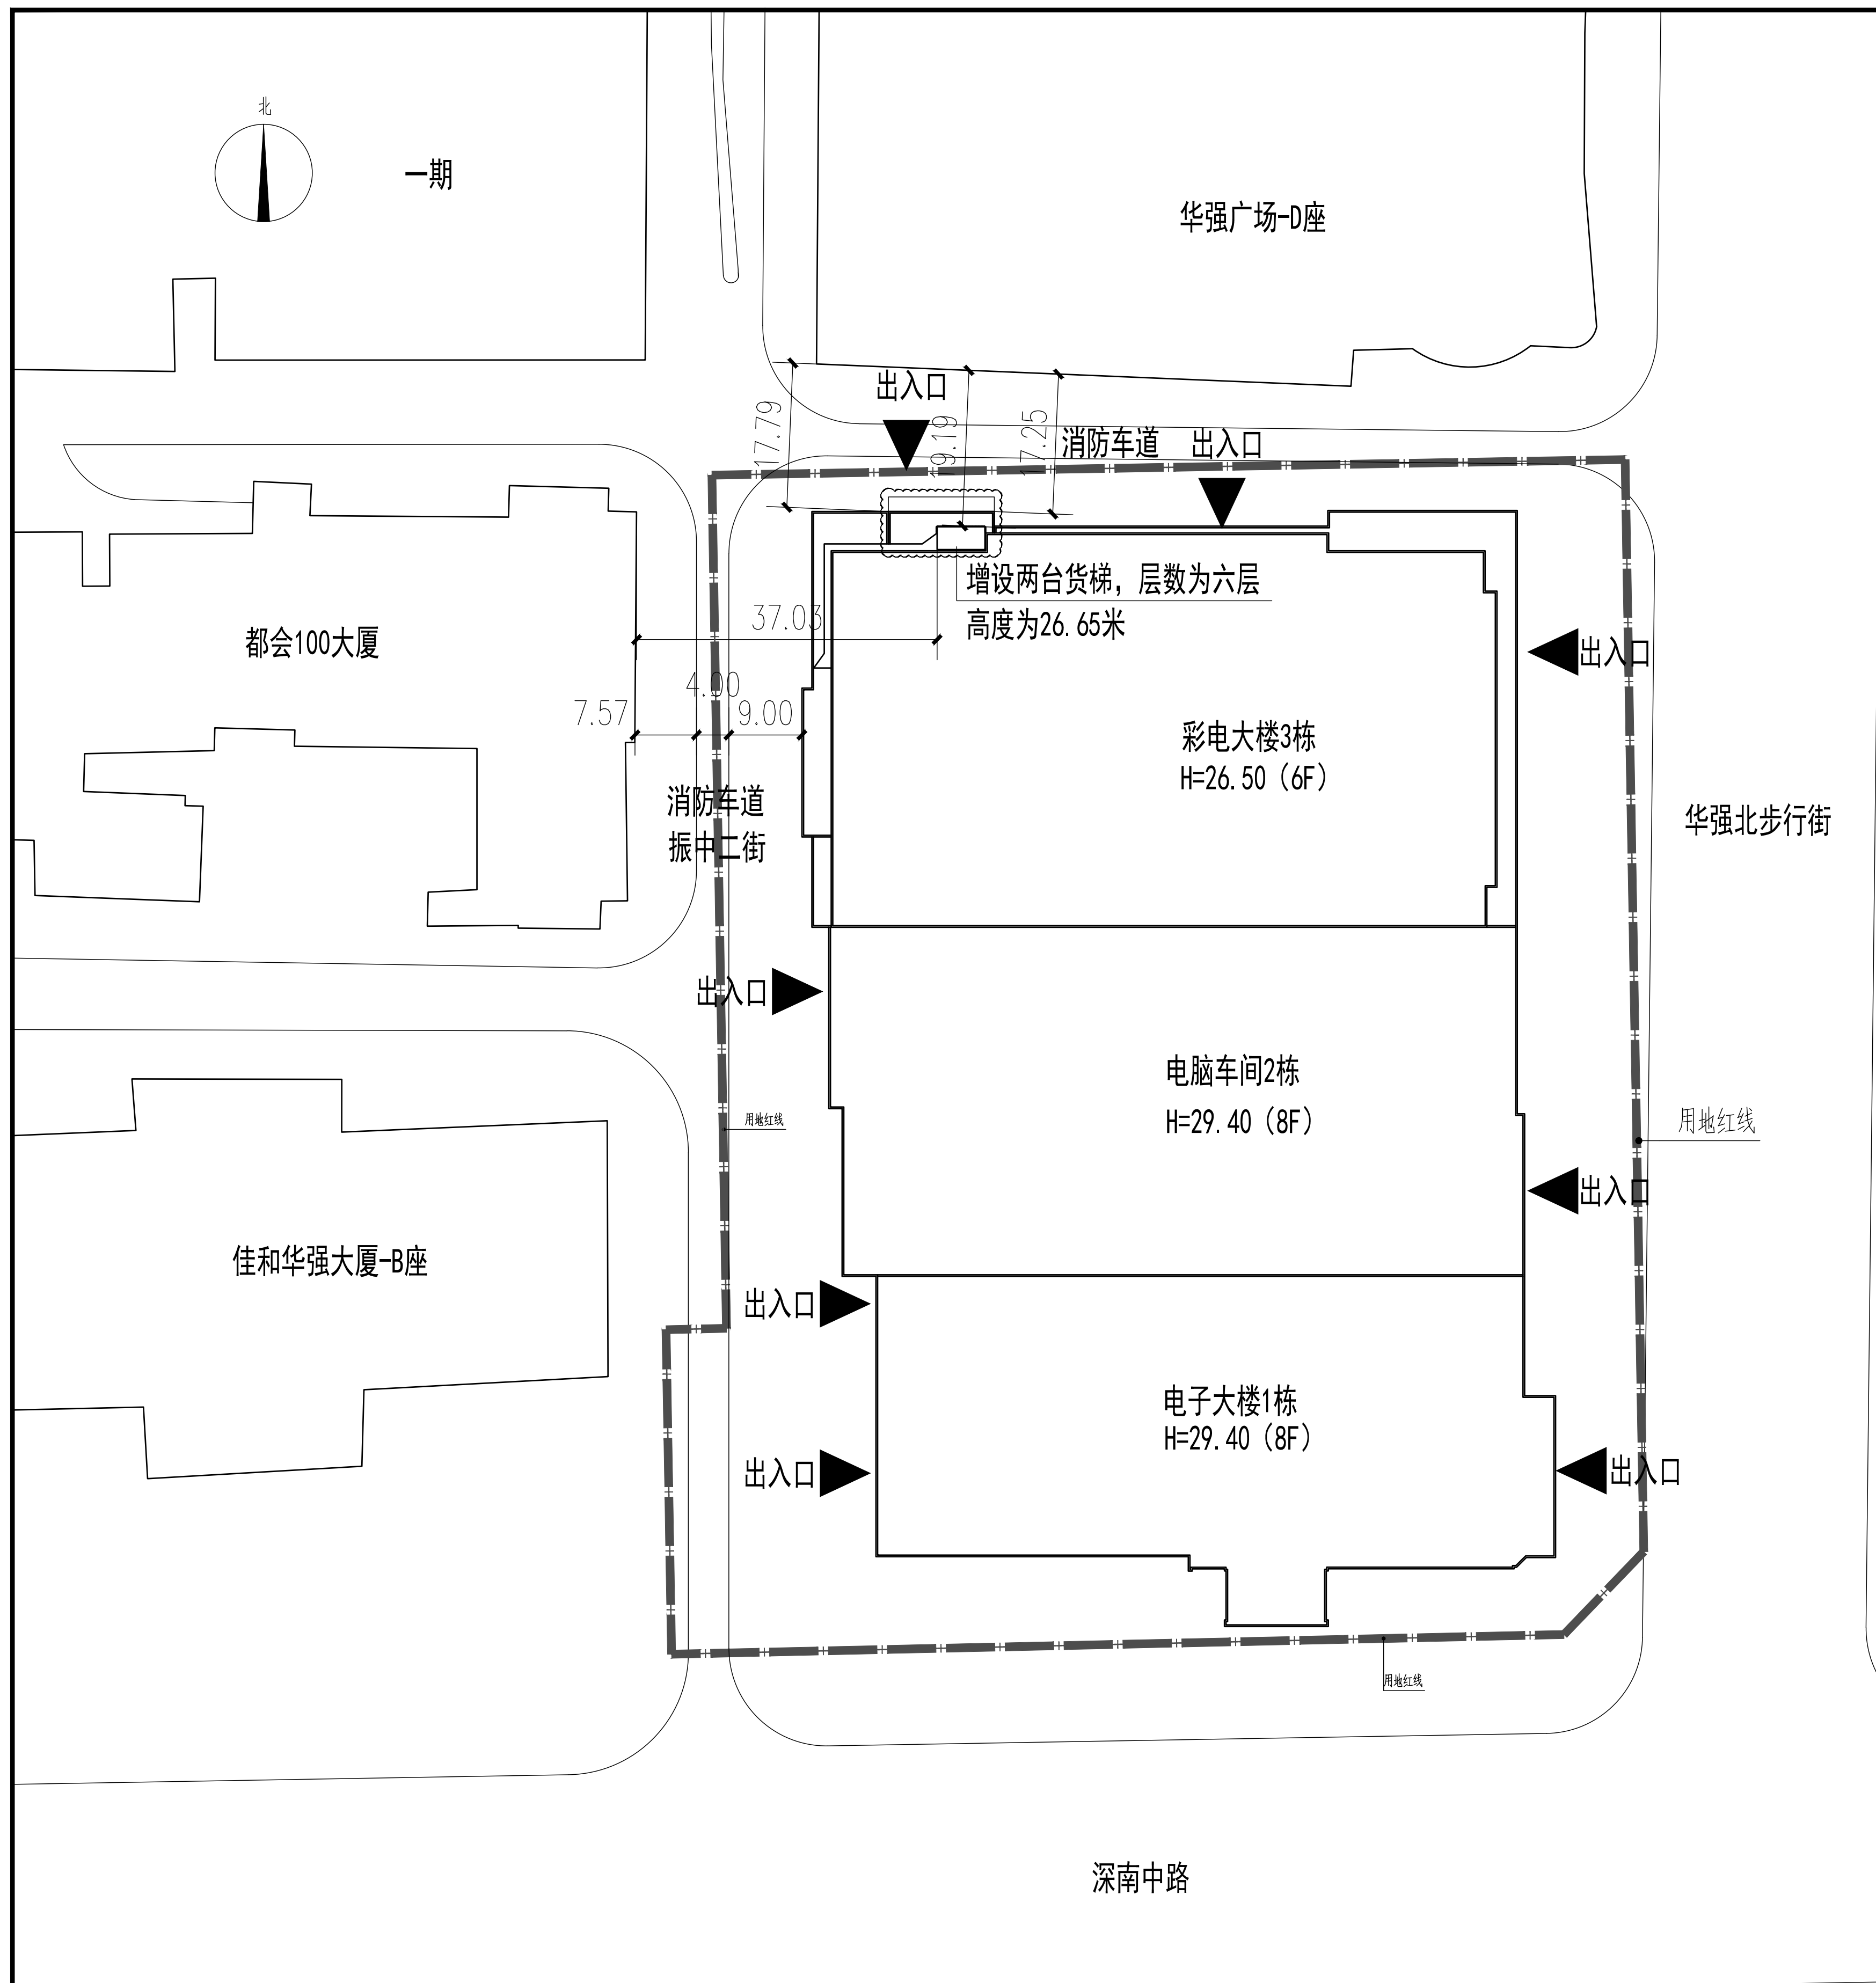 北
一期
华强广场-D座
出入口
17.79
19.19
17.25
消防车道
出入口
增设两台货梯，层数为六层
高度为26.65米
37.03
都会100大厦
出入口
4.00
7.57
9.00
彩电大楼3栋
H=26.50（6F）
消防车道
振中二街
华强北步行街
出入口
电脑车间2栋
H=29.40（8F）
用地红线
用地红线
出入口
佳和华强大厦-B座
出入口
电子大楼1栋
H=29.40（8F）
出入口
出入口
用地红线
深南中路